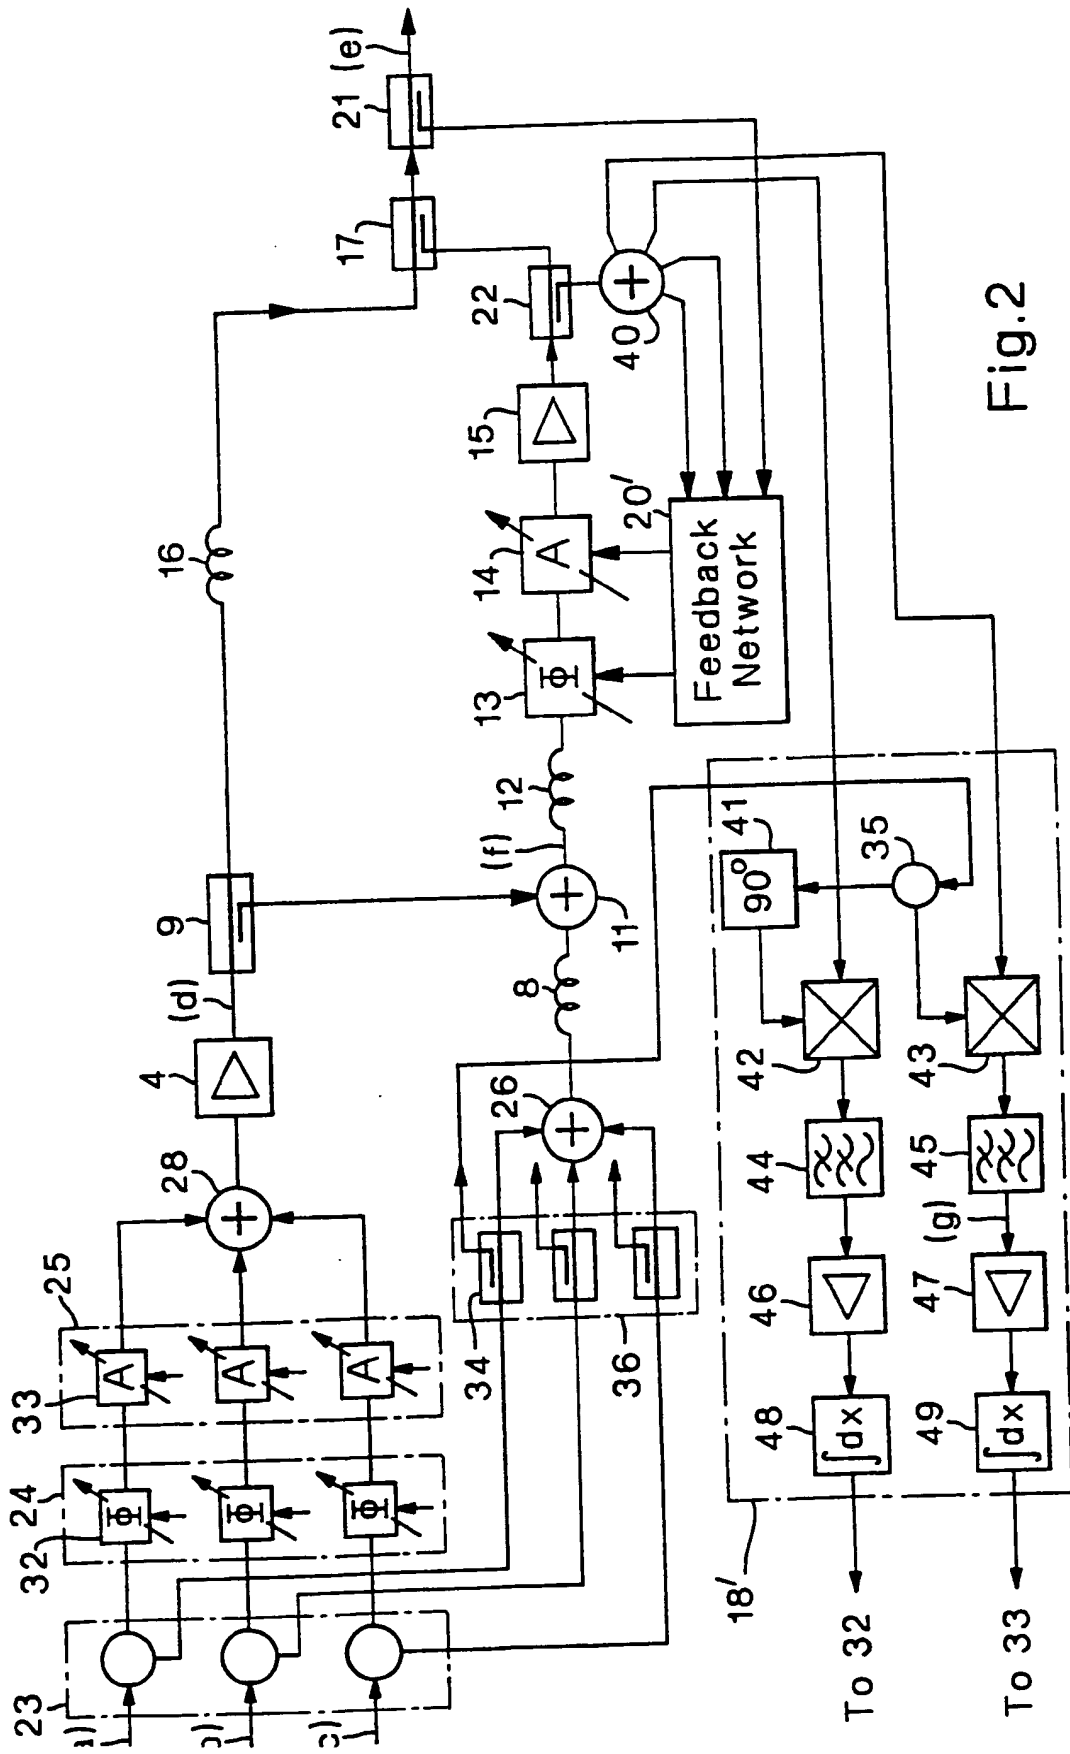 23
24
25
a)
b)
c)
32
33
Φ
Φ
Φ
A
A
A
28
4
(d)
9
16
17
21
(e)
34
36
26
8
11
(f)
12
13
Φ
14
A
15
22
40
20'
Feedback
Network
18'
To 32
To 33
48
∫dx
49
∫dx
46
47
(g)
44
45
42
43
41
90°
35
Fig.2